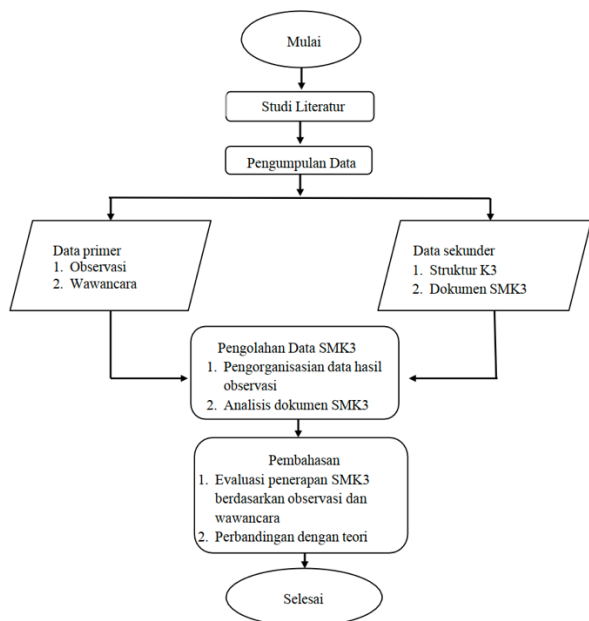 Mulai
Studi Literatur
Pengumpulan Data
Data primer
1. Observasi
2. Wawancara
Data sekunder
1. Struktur K3
2. Dokumen SMK3
Pengolahan Data SMK3
1. Pengorganisasian data hasil
observasi
2. Analisis dokumen SMK3
Pembahasan
1. Evaluasi penerapan SMK3
berdasarkan observasi dan
wawancara
2. Perbandingan dengan teori
Selesai